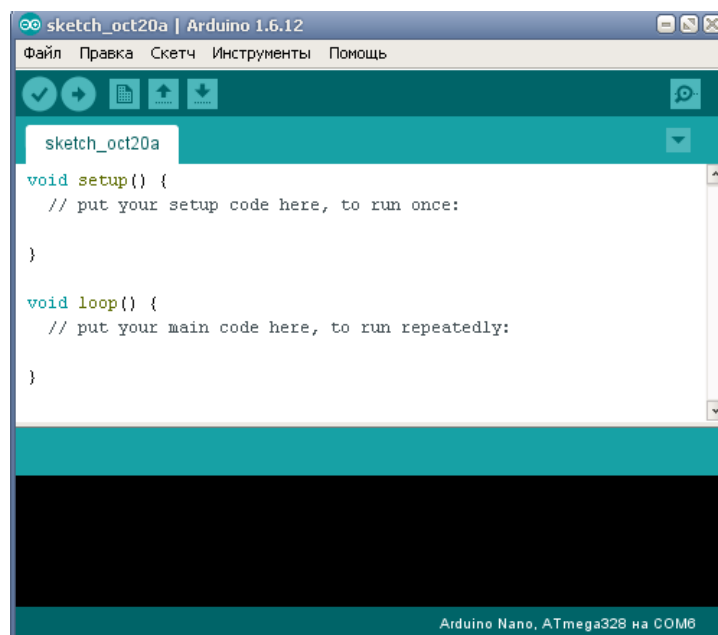 sketch_oct20a | Arduino 1.6.12
Файл Правка Скетч Инструменты Помощь
sketch_oct20a
void setup() {
  // put your setup code here, to run once:
}
void loop() {
  // put your main code here, to run repeatedly:
}
Arduino Nano, ATmega328 на COM6